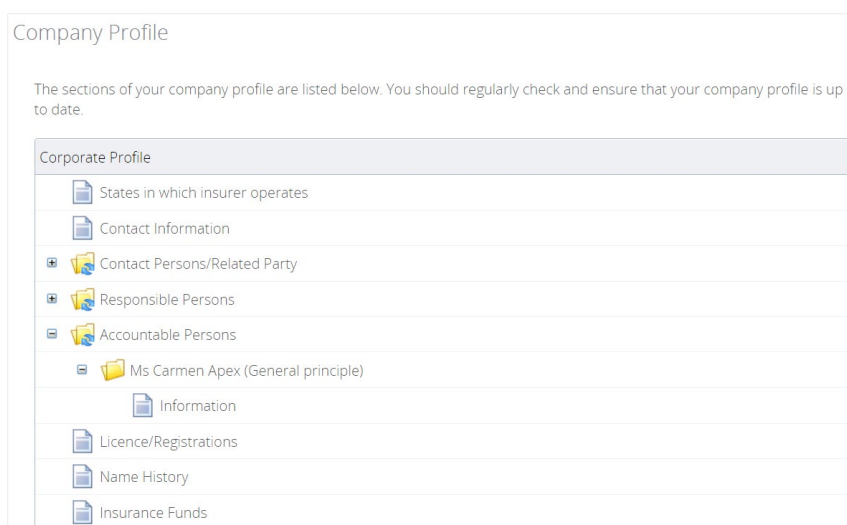 Company Profile
The sections of your company profile are listed below. You should regularly check and ensure that your company profile is up
to date.
Corporate Profile
States in which insurer operates
Contact Information
Contact Persons/Related Party
Responsible Persons
Accountable Persons
Ms Carmen Apex (General principle)
Information
Licence/Registrations
Name History
Insurance Funds